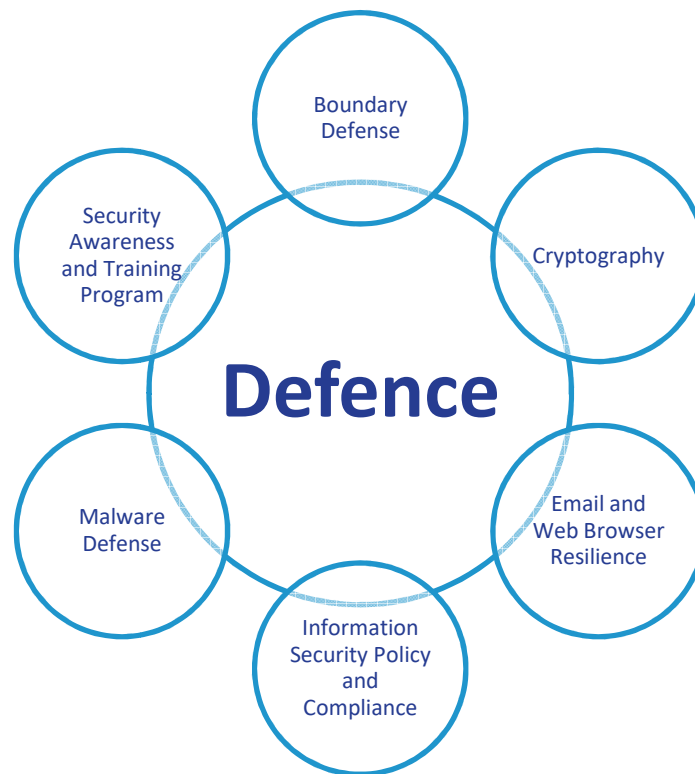 Boundary
Defense
Security
Awareness
and Training
Program
Cryptography
Defence
Malware
Defense
Email and
Web Browser
Resilience
Information
Security Policy
and
Compliance